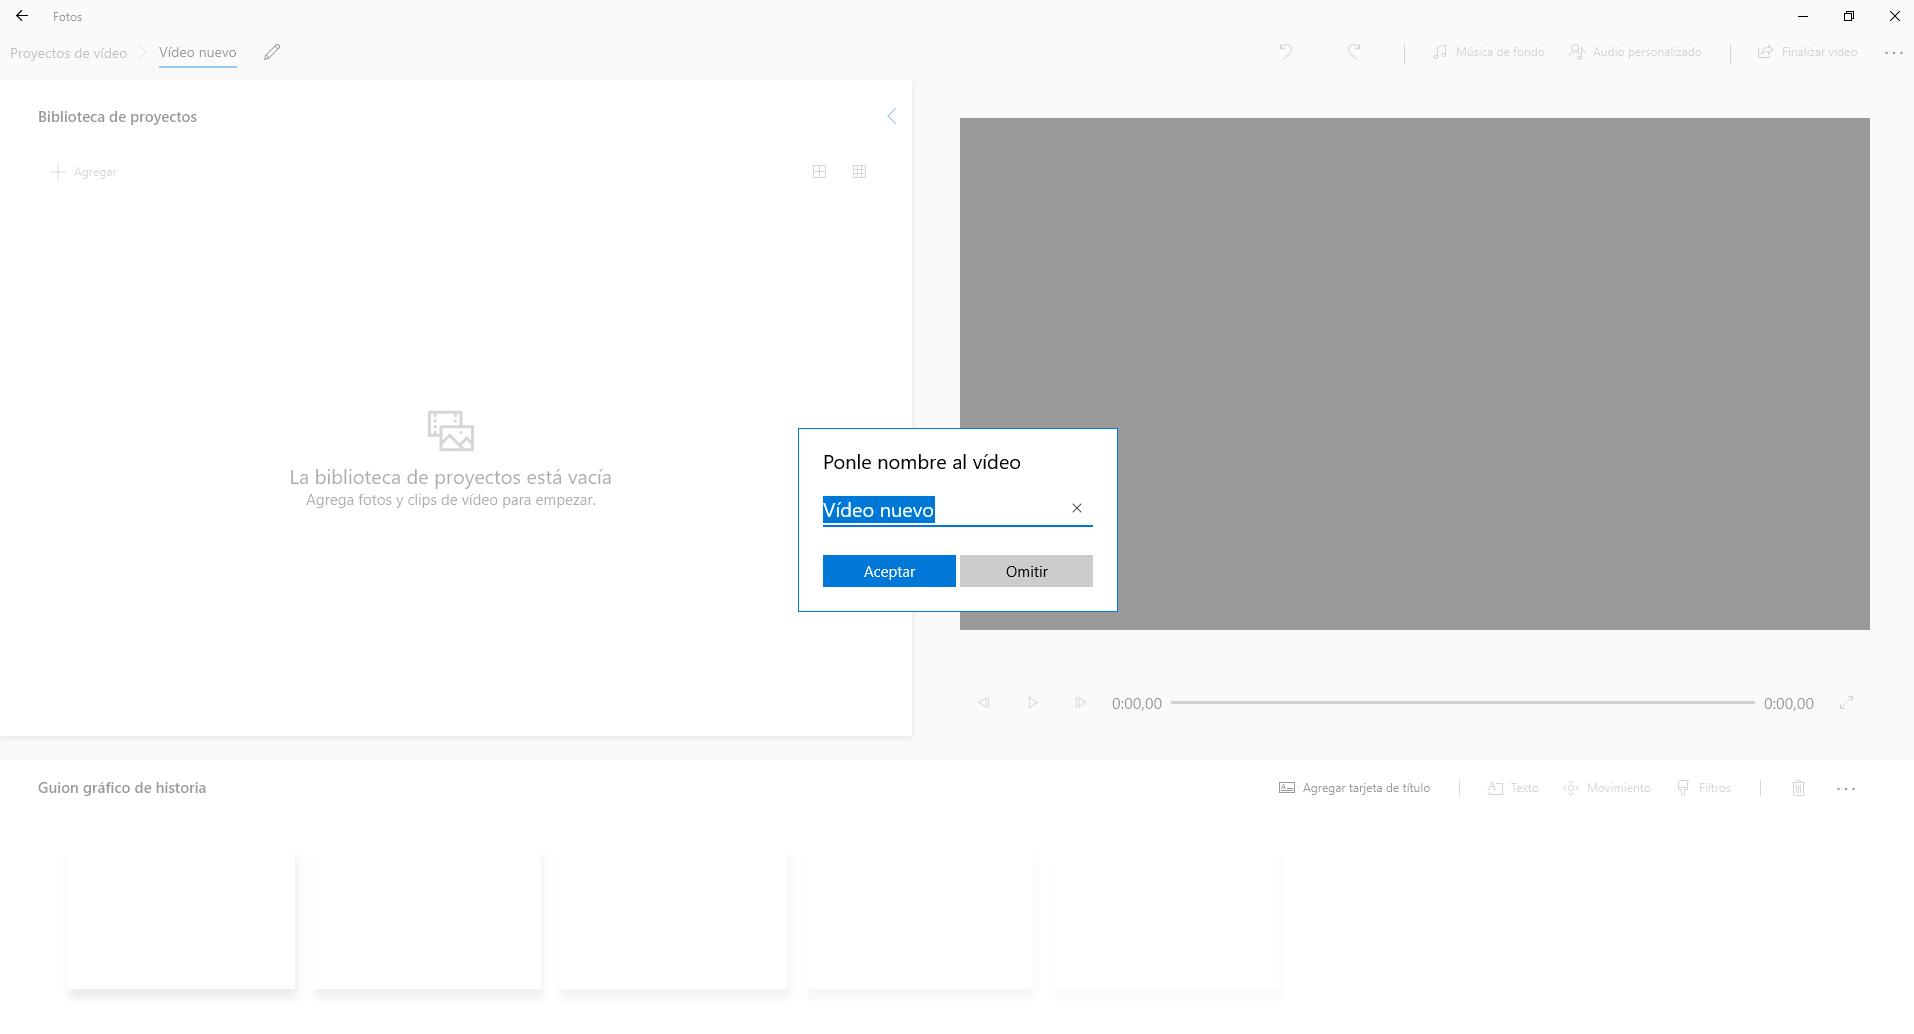 Fotos
Proyectos de vídeo
Vídeo nuevo
Música de fondo
Audio personalizado
Finalizar vídeo
Biblioteca de proyectos
Agregar
La biblioteca de proyectos está vacía
Agrega fotos y clips de vídeo para empezar.
Ponle nombre al vídeo
Vídeo nuevo
Aceptar
Omitir
0:00,00
0:00,00
Guion gráfico de historia
Agregar tarjeta de título
Texto
Movimiento
Filtros